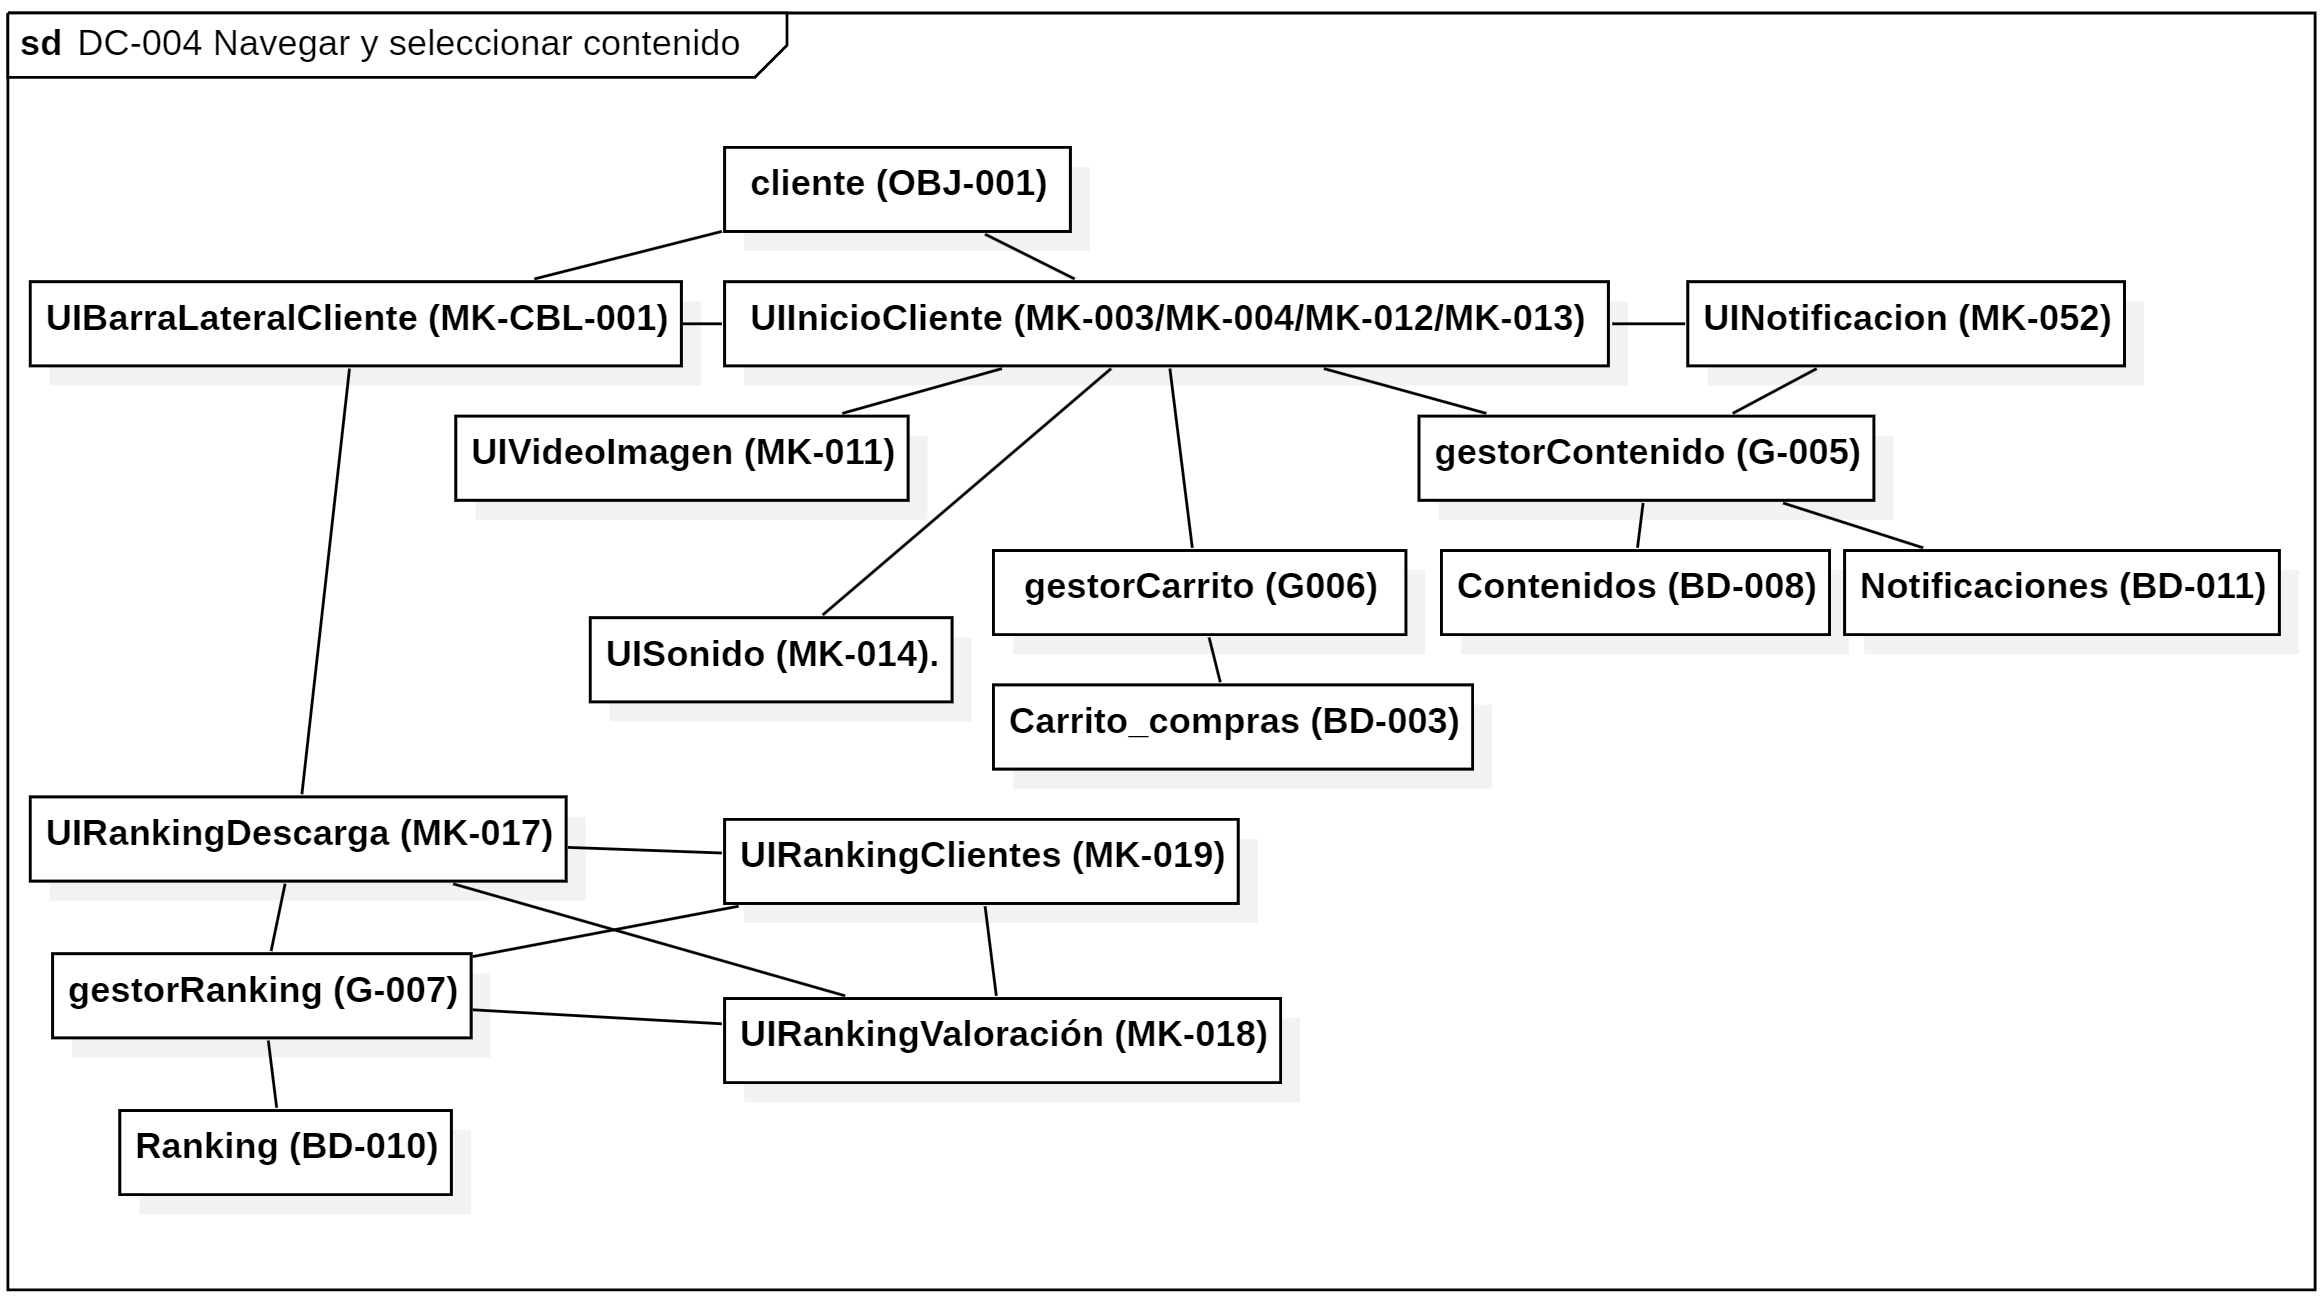 sd DC-004 Navegar y seleccionar contenido
cliente (OBJ-001)
UIBarraLateralCliente (MK-CBL-001)
UIInicioCliente (MK-003/MK-004/MK-012/MK-013)
UINotificacion (MK-052)
UIVideoImagen (MK-011)
gestorContenido (G-005)
gestorCarrito (G006)
Contenidos (BD-008)
Notificaciones (BD-011)
UISonido (MK-014).
Carrito_compras (BD-003)
UIRankingDescarga (MK-017)
UIRankingClientes (MK-019)
gestorRanking (G-007)
UIRankingValoración (MK-018)
Ranking (BD-010)